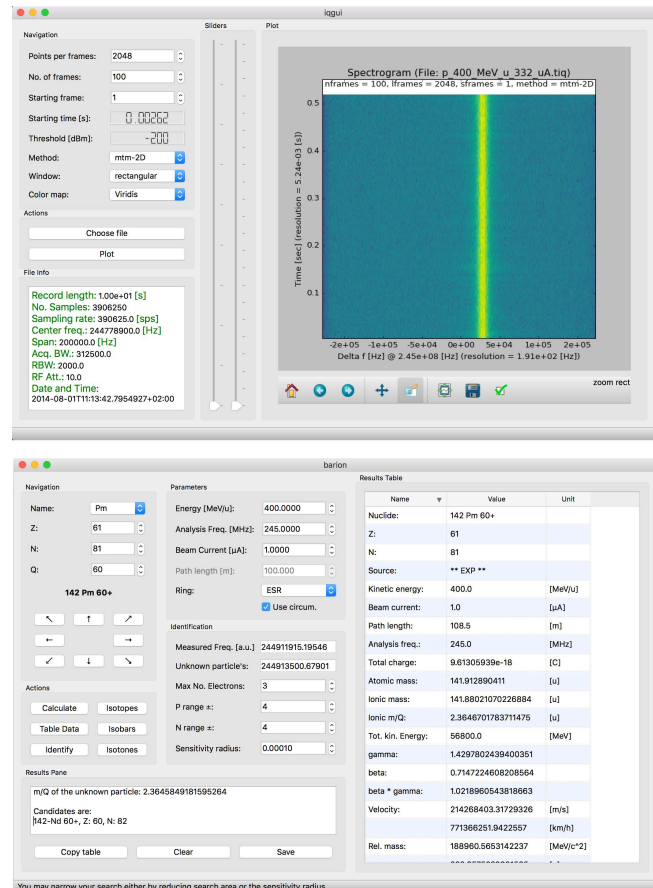 iqgui
Navigation
Points per frames: 2048
No. of frames: 100
Starting frame: 1
Starting time [s]: 0.00262
Threshold [dBm]: -200
Method: mtm-2D
Window: rectangular
Color map: Viridis
Actions
Choose file
Plot
File Info
Record length: 1.00e+01 [s]
No. Samples: 3906250
Sampling rate: 390625.0 [sps]
Center freq.: 244778900.0 [Hz]
Span: 200000.0 [Hz]
Acq. BW.: 312500.0
RBW: 2000.0
RF Att.: 10.0
Date and Time:
2014-08-01T11:13:42.7954927+02:00
Sliders
Plot
Spectrogram (File: p_400_MeV_u_332_uA.tiq)
nframes = 100, lframes = 2048, sframes = 1, method = mtm-2D
Time [sec] (resolution = 5.24e-03 [s])
0.5
0.4
0.3
0.2
0.1
-2e+05 -1e+05 -5e+04 0e+00 5e+04 1e+05 2e+05
Delta f [Hz] @ 2.45e+08 [Hz] (resolution = 1.91e+02 [Hz])
zoom rect
barion
Navigation
Name: Pm
Z: 61
N: 81
Q: 60
142 Pm 60+
↖ ↑ ↗
← →
↙ ↓ ↘
Actions
Calculate Isotopes
Table Data Isobars
Identify Isotones
Parameters
Energy [MeV/u]: 400.0000
Analysis Freq. [MHz]: 245.0000
Beam Current [µA]: 1.0000
Path length [m]: 100.000
Ring: ESR
Use circum.
Identification
Measured Freq. [a.u.] 244911915.19546
Unknown particle's: 244913500.67901
Max No. Electrons: 3
P range ±: 4
N range ±: 4
Sensitivity radius: 0.00010
Results Pane
m/Q of the unknown particle: 2.3645849181595264
Candidates are:
142-Nd 60+, Z: 60, N: 82
Copy table Clear Save
Results Table
Name Value Unit
Nuclide: 142 Pm 60+
Z: 61
N: 81
Source: ** EXP **
Kinetic energy: 400.0 [MeV/u]
Beam current: 1.0 [µA]
Path length: 108.5 [m]
Analysis freq.: 245.0 [MHz]
Total charge: 9.61305939e-18 [C]
Atomic mass: 141.912890411 [u]
Ionic mass: 141.88021070226884 [u]
Ionic m/Q: 2.3646701783711475 [u]
Tot. kin. Energy: 56800.0 [MeV]
gamma: 1.4297802439400351
beta: 0.7147224608208564
beta * gamma: 1.0218960543818663
Velocity: 214268403.31729326 [m/s]
771366251.9422557 [km/h]
Rel. mass: 188960.5653142237 [MeV/c^2]
You may narrow your search either by reducing search area or the sensitivity radius.